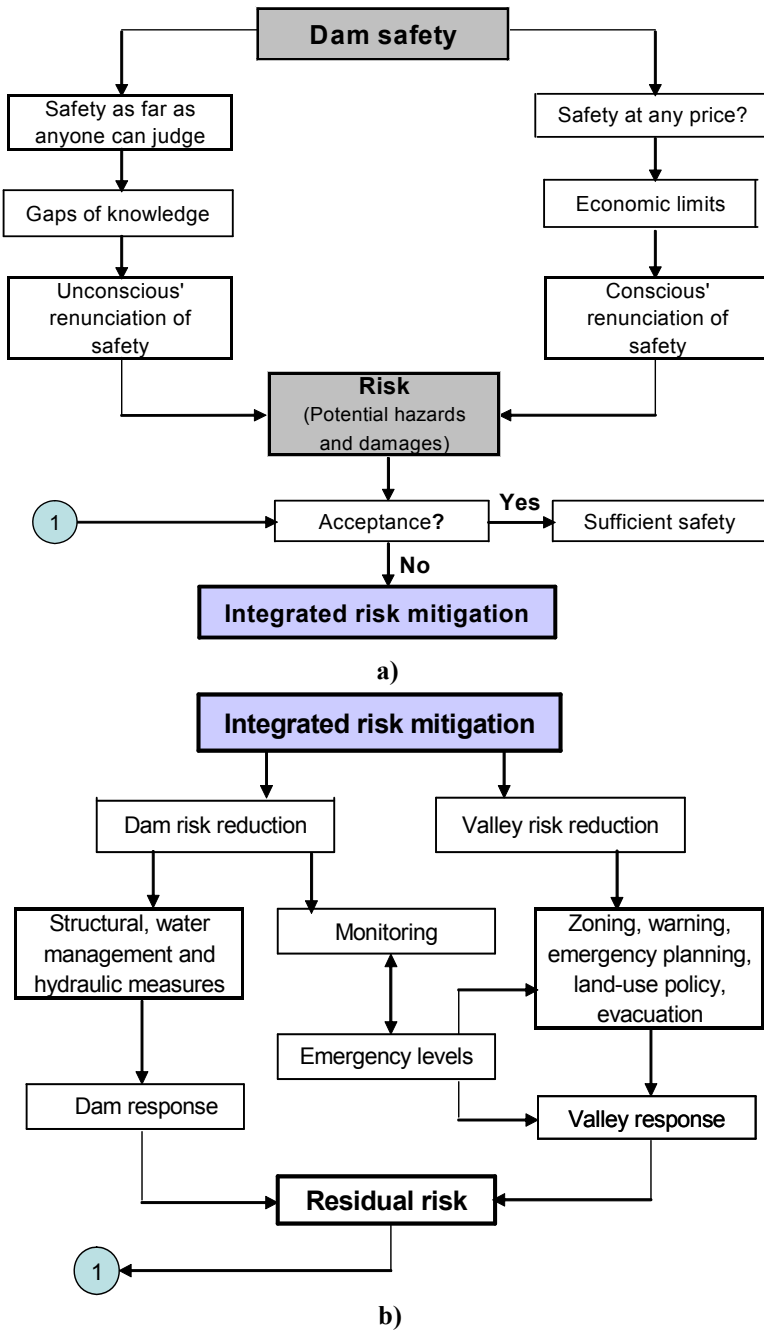 Dam safety
Safety as far as
anyone can judge
Safety at any price?
Gaps of knowledge
Economic limits
Unconscious'
renunciation of
safety
Conscious'
renunciation of
safety
Risk
(Potential hazards
and damages)
1
Acceptance?
Yes
Sufficient safety
No
Integrated risk mitigation
a)
Integrated risk mitigation
Dam risk reduction
Valley risk reduction
Structural, water
management and
hydraulic measures
Monitoring
Zoning, warning,
emergency planning,
land-use policy,
evacuation
Emergency levels
Dam response
Valley response
Residual risk
1
b)